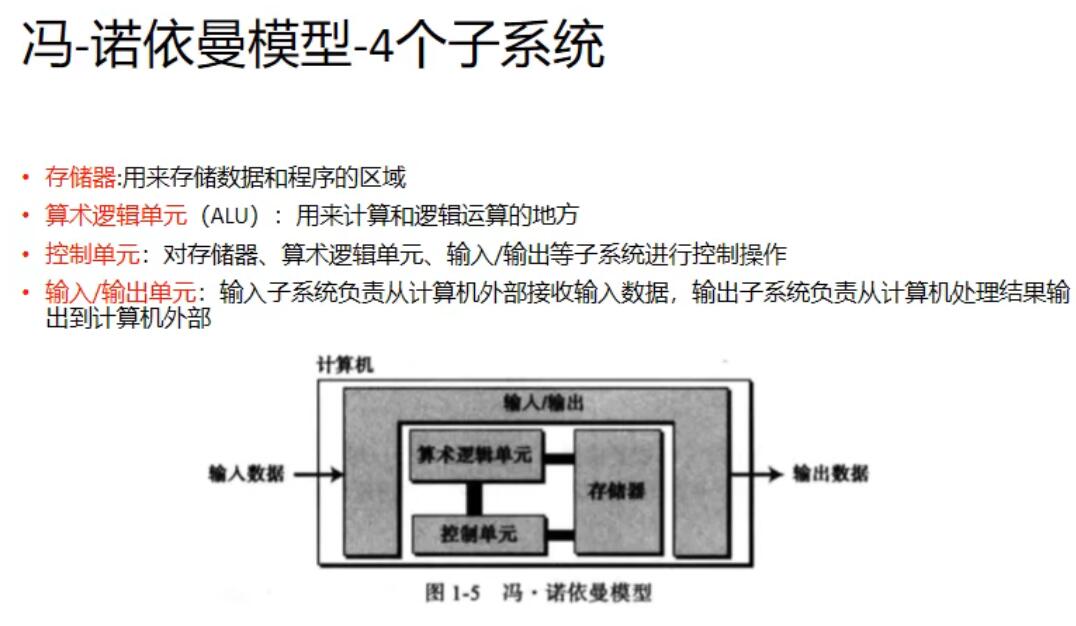 冯-诺依曼模型-4个子系统
• 存储器:用来存储数据和程序的区域
• 算术逻辑单元（ALU）：用来计算和逻辑运算的地方
• 控制单元：对存储器、算术逻辑单元、输入/输出等子系统进行控制操作
• 输入/输出单元：输入子系统负责从计算机外部接收输入数据，输出子系统负责从计算机处理结果输
出到计算机外部
计算机
输入/输出
算术逻辑单元
输入数据
存储器
输出数据
控制单元
图 1-5 冯·诺依曼模型